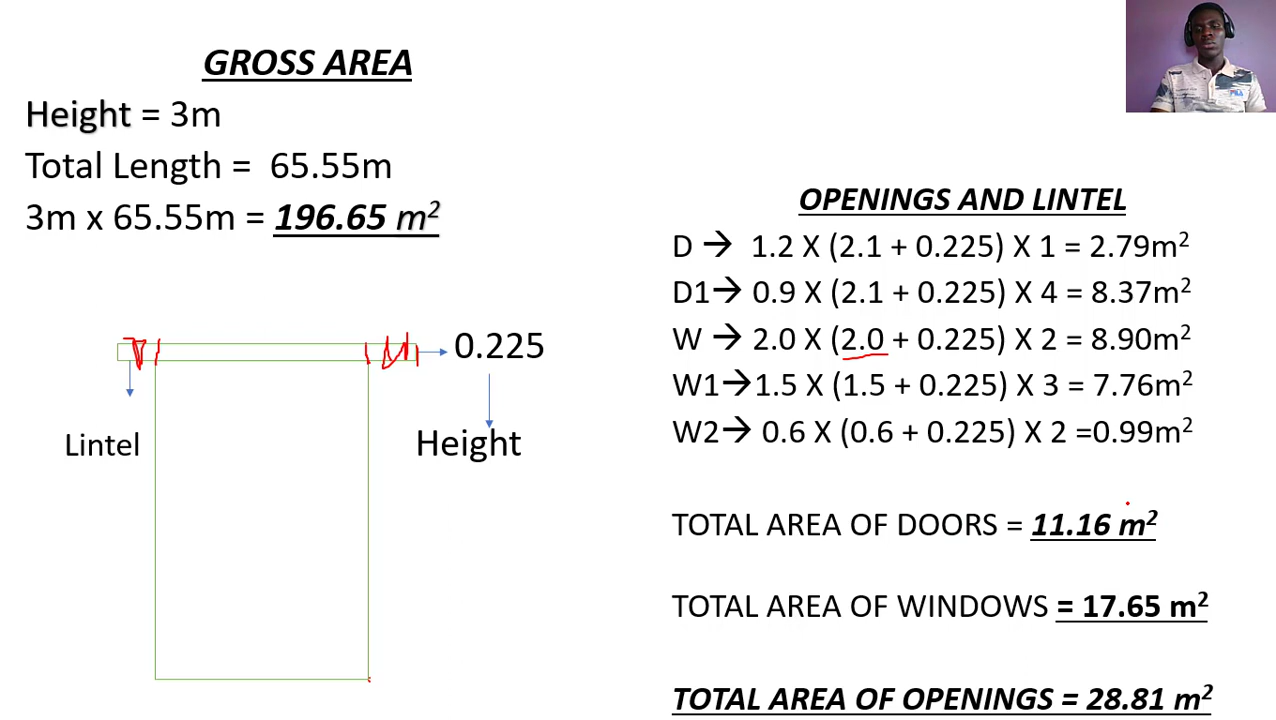 GROSS AREA
Height = 3m
Total Length = 65.55m
3m x 65.55m = 196.65 m²
0.225
Lintel
Height
OPENINGS AND LINTEL
D → 1.2 X (2.1 + 0.225) X 1 = 2.79m²
D1→ 0.9 X (2.1 + 0.225) X 4 = 8.37m²
W → 2.0 X (2.0 + 0.225) X 2 = 8.90m²
W1→1.5 X (1.5 + 0.225) X 3 = 7.76m²
W2→ 0.6 X (0.6 + 0.225) X 2 =0.99m²
TOTAL AREA OF DOORS = 11.16 m²
TOTAL AREA OF WINDOWS = 17.65 m²
TOTAL AREA OF OPENINGS = 28.81 m²